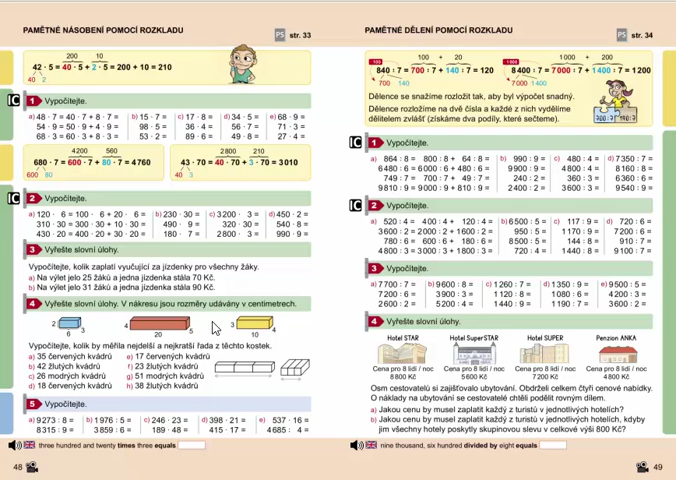 PAMĚTNÉ NÁSOBENÍ POMOCÍ ROZKLADU
PS str. 33
200 10
42 · 5 = 40 · 5 + 2 · 5 = 200 + 10 = 210
40 2
1 Vypočítejte.
a) 48 · 7 = 40 · 7 + 8 · 7 = b) 15 · 7 = c) 17 · 8 = d) 34 · 5 = e) 68 · 9 =
54 · 9 = 50 · 9 + 4 · 9 = 98 · 5 = 36 · 4 = 56 · 7 = 71 · 3 =
68 · 3 = 60 · 3 + 8 · 3 = 53 · 2 = 89 · 6 = 49 · 8 = 27 · 4 =
4200 560
680 · 7 = 600 · 7 + 80 · 7 = 4760
600 80
2800 210
43 · 70 = 40 · 70 + 3 · 70 = 3010
40 3
2 Vypočítejte.
a) 120 · 6 = 100 · 6 + 20 · 6 = b) 230 · 30 = c) 3200 · 3 = d) 450 · 2 =
310 · 30 = 300 · 30 + 10 · 30 = 490 · 9 = 320 · 30 = 540 · 8 =
430 · 20 = 400 · 20 + 30 · 20 = 180 · 7 = 2800 · 3 = 990 · 9 =
3 Vyřešte slovní úlohy.
Vypočítejte, kolik zaplatí vyučující za jízdenky pro všechny žáky.
a) Na výlet jelo 25 žáků a jedna jízdenka stála 70 Kč.
b) Na výlet jelo 31 žáků a jedna jízdenka stála 90 Kč.
4 Vyřešte slovní úlohy. V nákresu jsou rozměry udávány v centimetrech.
2 6 3 4 20 5 3 10 4
Vypočítejte, kolik by měřila nejdelší a nejkratší řada z těchto kostek.
a) 35 červených kvádrů e) 17 červených kvádrů
b) 42 žlutých kvádrů f) 23 žlutých kvádrů
c) 26 modrých kvádrů g) 51 modrých kvádrů
d) 18 červených kvádrů h) 38 žlutých kvádrů
5 Vypočítejte.
a) 9273 : 8 = b) 1976 : 5 = c) 246 · 23 = d) 398 · 21 = e) 537 · 16 =
8315 : 9 = 3859 : 6 = 189 · 48 = 415 · 17 = 4685 : 4 =
three hundred and twenty times three equals
48
PAMĚTNÉ DĚLENÍ POMOCÍ ROZKLADU
PS str. 34
100 + 20
840 : 7 = 700 : 7 + 140 : 7 = 120
700 140
1000 + 200
8400 : 7 = 7000 : 7 + 1400 : 7 = 1200
7000 1400
Dělence se snažíme rozložit tak, aby byl výpočet snadný.
Dělence rozložíme na dvě čísla a každé z nich vydělíme
dělitelem zvlášť (získáme dva podíly, které sečteme).
700:7 140:7
1 Vypočítejte.
a) 864 : 8 = 800 : 8 + 64 : 8 = b) 990 : 9 = c) 480 : 4 = d) 7350 : 7 =
6480 : 6 = 6000 : 6 + 480 : 6 = 9900 : 9 = 4800 : 4 = 8160 : 8 =
749 : 7 = 700 : 7 + 49 : 7 = 240 : 2 = 360 : 3 = 6360 : 6 =
9810 : 9 = 9000 : 9 + 810 : 9 = 2400 : 2 = 3600 : 3 = 9540 : 9 =
2 Vypočítejte.
a) 520 : 4 = 400 : 4 + 120 : 4 = b) 6500 : 5 = c) 117 : 9 = d) 720 : 6 =
3600 : 2 = 2000 : 2 + 1600 : 2 = 950 : 5 = 1170 : 9 = 7200 : 6 =
780 : 6 = 600 : 6 + 180 : 6 = 8500 : 5 = 144 : 8 = 910 : 7 =
4800 : 3 = 3000 : 3 + 1800 : 3 = 720 : 4 = 1440 : 8 = 9100 : 7 =
3 Vypočítejte.
a) 7700 : 7 = b) 9600 : 8 = c) 1260 : 7 = d) 1350 : 9 = e) 9500 : 5 =
7200 : 6 = 3900 : 3 = 1120 : 8 = 1080 : 6 = 4200 : 3 =
2600 : 2 = 5200 : 4 = 1440 : 9 = 1190 : 7 = 3600 : 2 =
4 Vyřešte slovní úlohy.
Hotel STAR Hotel SuperSTAR Hotel SUN Penzion ANKA
Cena pro 8 lidí / noc Cena pro 8 lidí / noc Cena pro 8 lidí / noc Cena pro 8 lidí / noc
8800 Kč 5600 Kč 7200 Kč 4800 Kč
Osm cestovatelů si zajišťovalo ubytování. Obdrželi celkem čtyři cenové nabídky.
O náklady na ubytování se cestovatelé chtěli podělit rovným dílem.
a) Jakou cenu by musel zaplatit každý z turistů v jednotlivých hotelech?
b) Jakou cenu by musel zaplatit každý z turistů v jednotlivých hotelech, kdyby
jim všechny hotely poskytly skupinovou slevu v celkové výši 800 Kč?
nine thousand, six hundred divided by eight equals
49